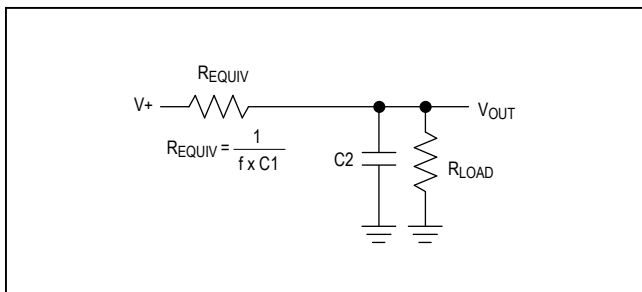 REQUIV
V+
VOUT
REQUIV = 1 / f x C1
C2
RLOAD